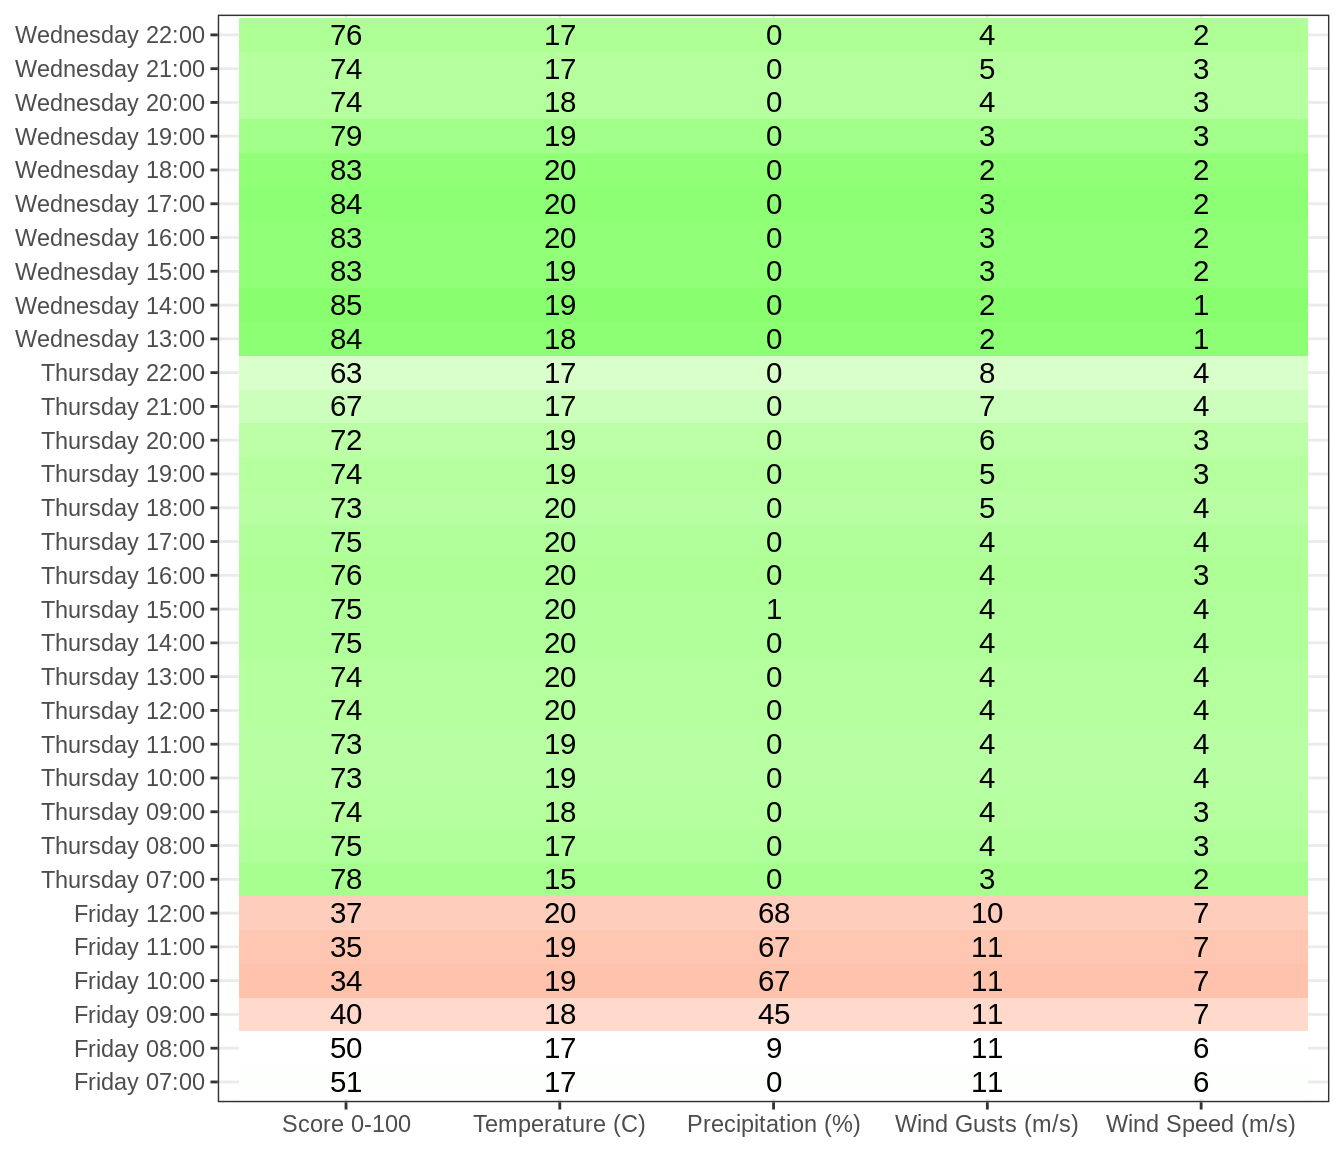 Wednesday 22:00 76 17 0 4 2
Wednesday 21:00 74 17 0 5 3
Wednesday 20:00 74 18 0 4 3
Wednesday 19:00 79 19 0 3 3
Wednesday 18:00 83 20 0 2 2
Wednesday 17:00 84 20 0 3 2
Wednesday 16:00 83 20 0 3 2
Wednesday 15:00 83 19 0 3 2
Wednesday 14:00 85 19 0 2 1
Wednesday 13:00 84 18 0 2 1
Thursday 22:00 63 17 0 8 4
Thursday 21:00 67 17 0 7 4
Thursday 20:00 72 19 0 6 3
Thursday 19:00 74 19 0 5 3
Thursday 18:00 73 20 0 5 4
Thursday 17:00 75 20 0 4 4
Thursday 16:00 76 20 0 4 3
Thursday 15:00 75 20 1 4 4
Thursday 14:00 75 20 0 4 4
Thursday 13:00 74 20 0 4 4
Thursday 12:00 74 20 0 4 4
Thursday 11:00 73 19 0 4 4
Thursday 10:00 73 19 0 4 4
Thursday 09:00 74 18 0 4 3
Thursday 08:00 75 17 0 4 3
Thursday 07:00 78 15 0 3 2
Friday 12:00 37 20 68 10 7
Friday 11:00 35 19 67 11 7
Friday 10:00 34 19 67 11 7
Friday 09:00 40 18 45 11 7
Friday 08:00 50 17 9 11 6
Friday 07:00 51 17 0 11 6
Score 0-100 Temperature (C) Precipitation (%) Wind Gusts (m/s) Wind Speed (m/s)